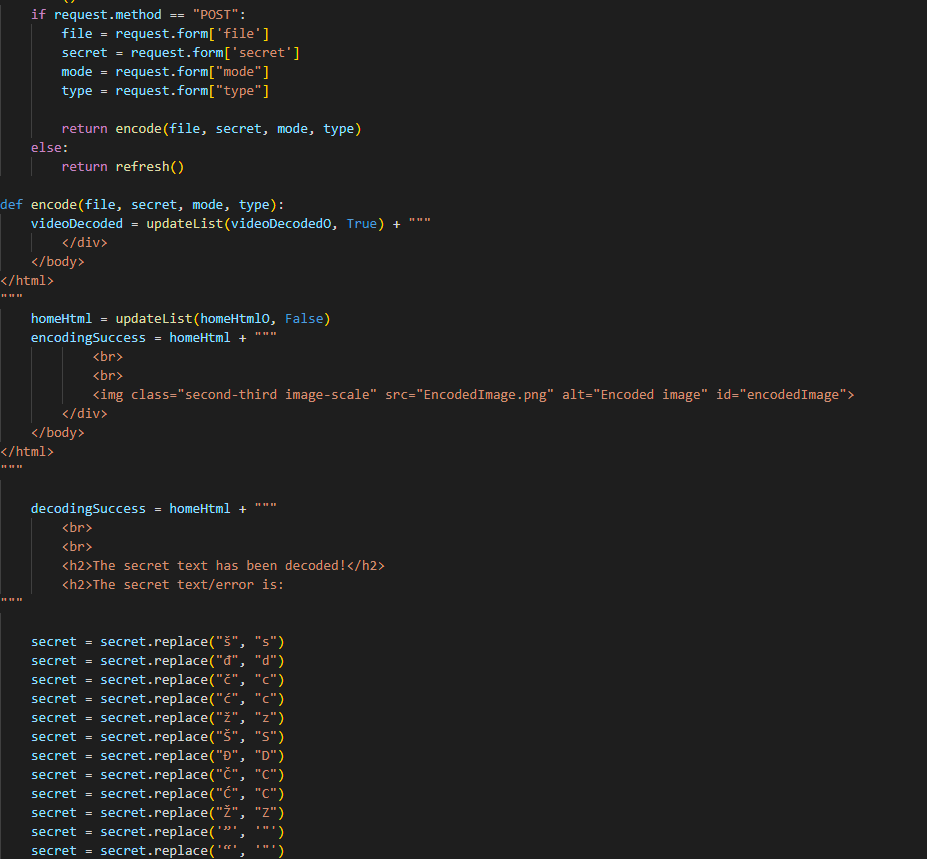 if request.method == "POST":
file = request.form['file']
secret = request.form['secret']
mode = request.form["mode"]
type = request.form["type"]
return encode(file, secret, mode, type)
else:
return refresh()
def encode(file, secret, mode, type):
videoDecoded = updateList(videoDecodedO, True) + """
</div>
</body>
</html>
"""
homeHtml = updateList(homeHtmlO, False)
encodingSuccess = homeHtml + """
<br>
<br>
<img class="second-third image-scale" src="EncodedImage.png" alt="Encoded image" id="encodedImage">
</div>
</body>
</html>
"""
decodingSuccess = homeHtml + """
<br>
<br>
<h2>The secret text has been decoded!</h2>
<h2>The secret text/error is:
"""
secret = secret.replace("š", "s")
secret = secret.replace("đ", "d")
secret = secret.replace("č", "c")
secret = secret.replace("ć", "c")
secret = secret.replace("ž", "z")
secret = secret.replace("Š", "S")
secret = secret.replace("Đ", "D")
secret = secret.replace("Č", "C")
secret = secret.replace("Ć", "C")
secret = secret.replace("Ž", "Z")
secret = secret.replace('”', '"')
secret = secret.replace('“', '"')